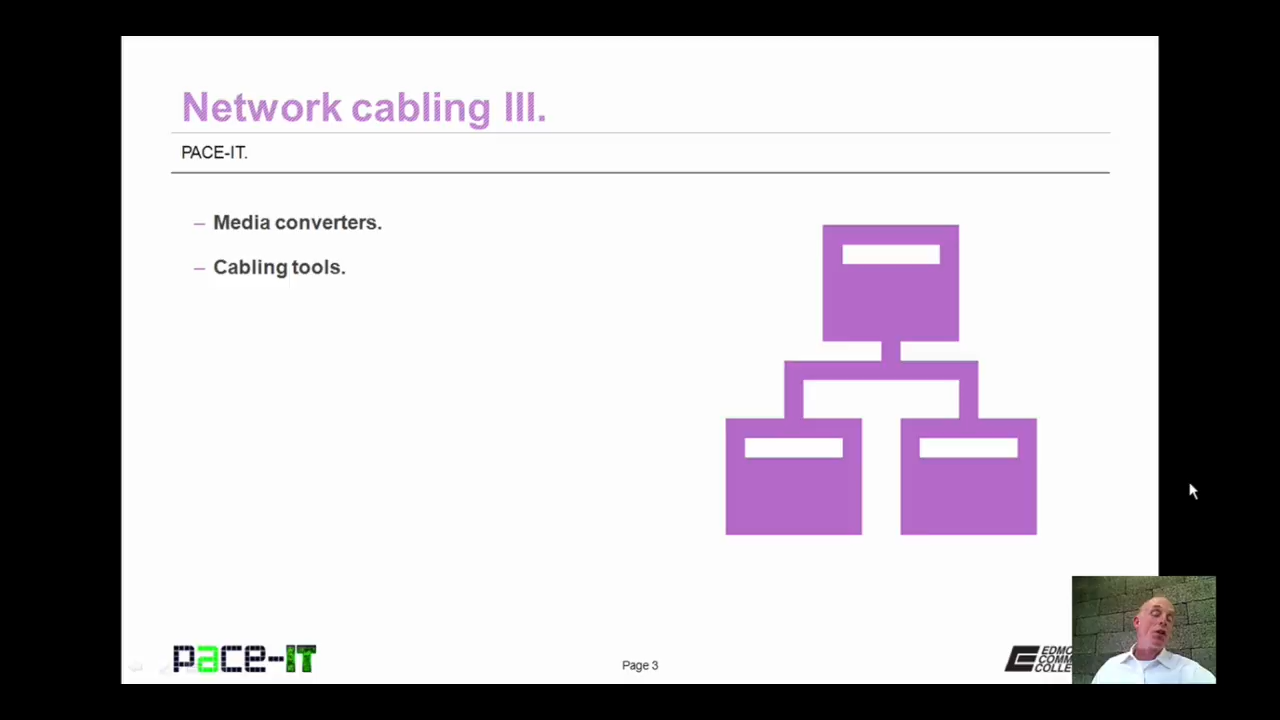 Network cabling III.
PACE-IT.
– Media converters.
– Cabling tools.
pace-IT
Page 3